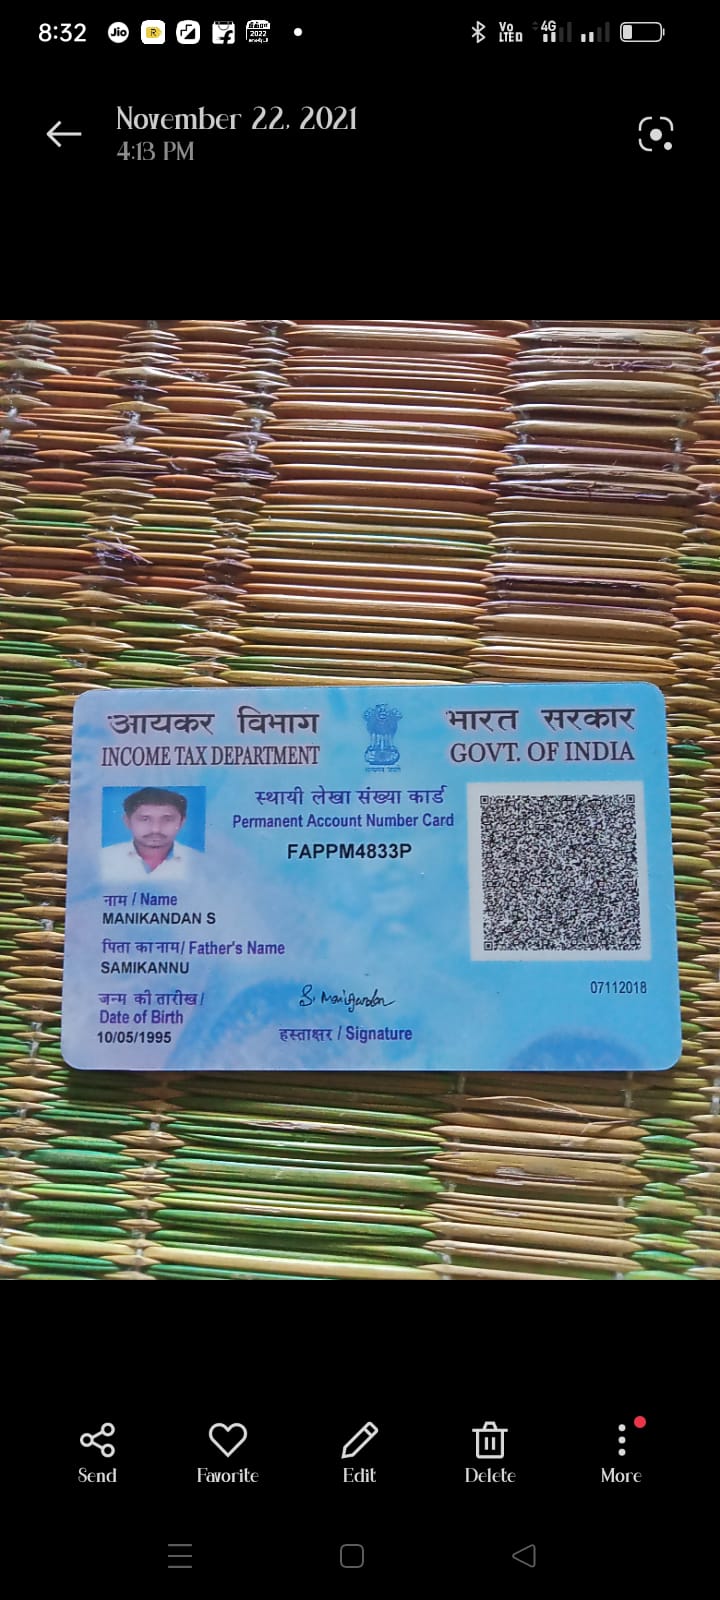 8:32
Jio
Vo
LTE
4G
November 22, 2021
4:13 PM
आयकर विभाग
भारत सरकार
INCOME TAX DEPARTMENT
GOVT. OF INDIA
स्थायी लेखा संख्या कार्ड
Permanent Account Number Card
FAPPM4833P
नाम / Name
MANIKANDAN S
पिता का नाम/ Father's Name
SAMIKANNU
जन्म की तारीख/
Date of Birth
10/05/1995
S. Manigandan
हस्ताक्षर / Signature
07112018
Send
Favorite
Edit
Delete
More